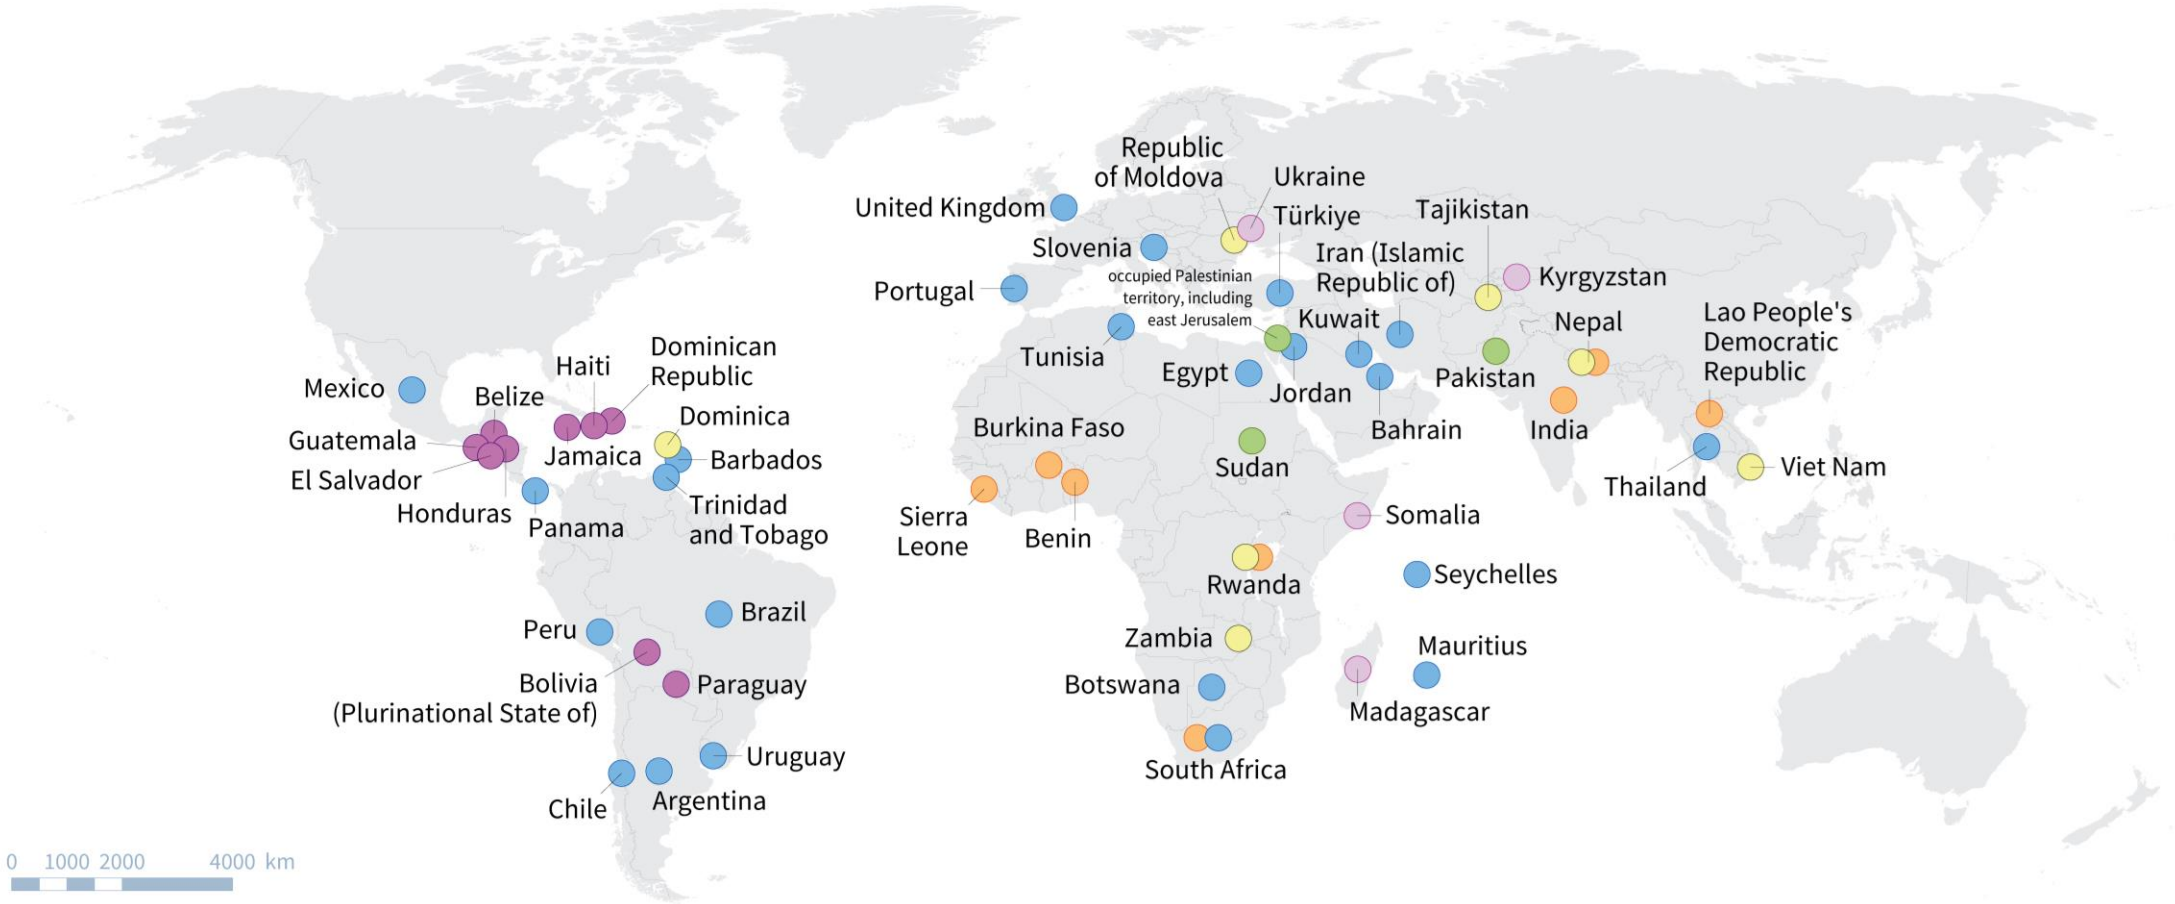 Republic
of Moldova
Ukraine
United Kingdom
Türkiye
Tajikistan
Slovenia
Iran (Islamic
Republic of)
occupied Palestinian
territory, including
east Jerusalem
Kyrgyzstan
Portugal
Kuwait
Nepal
Lao People's
Democratic
Republic
Tunisia
Egypt
Jordan
Pakistan
Haiti
Dominican
Republic
Mexico
Belize
Dominica
Guatemala
Jamaica
Barbados
El Salvador
Honduras
Panama
Trinidad
and Tobago
Burkina Faso
Bahrain
India
Sudan
Thailand
Viet Nam
Sierra
Leone
Benin
Somalia
Rwanda
Seychelles
Brazil
Peru
Zambia
Mauritius
Bolivia
(Plurinational State of)
Paraguay
Botswana
Madagascar
Uruguay
South Africa
Chile
Argentina
0 1000 2000 4000 km